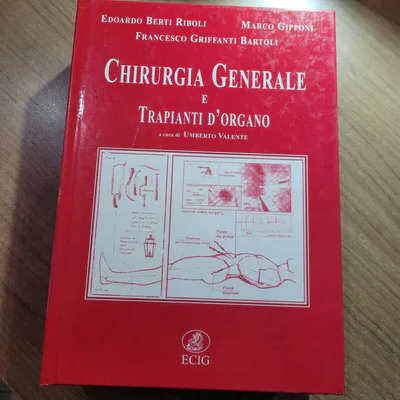 EDOARDO BERTI RIBOLI MARCO GIPPONI
FRANCESCO GRIFFANTI BARTOLI
CHIRURGIA GENERALE
E
TRAPIANTI D'ORGANO
a cura di UMBERTO VALENTE
ECIG